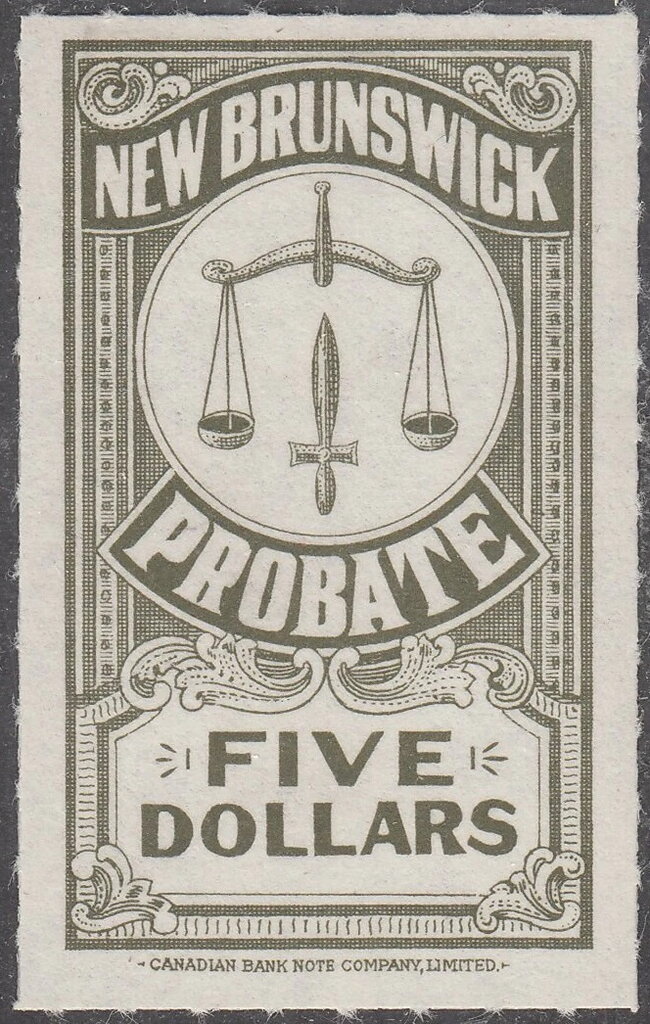 NEW BRUNSWICK
PROBATE
FIVE
DOLLARS
-CANADIAN BANK NOTE COMPANY, LIMITED.-